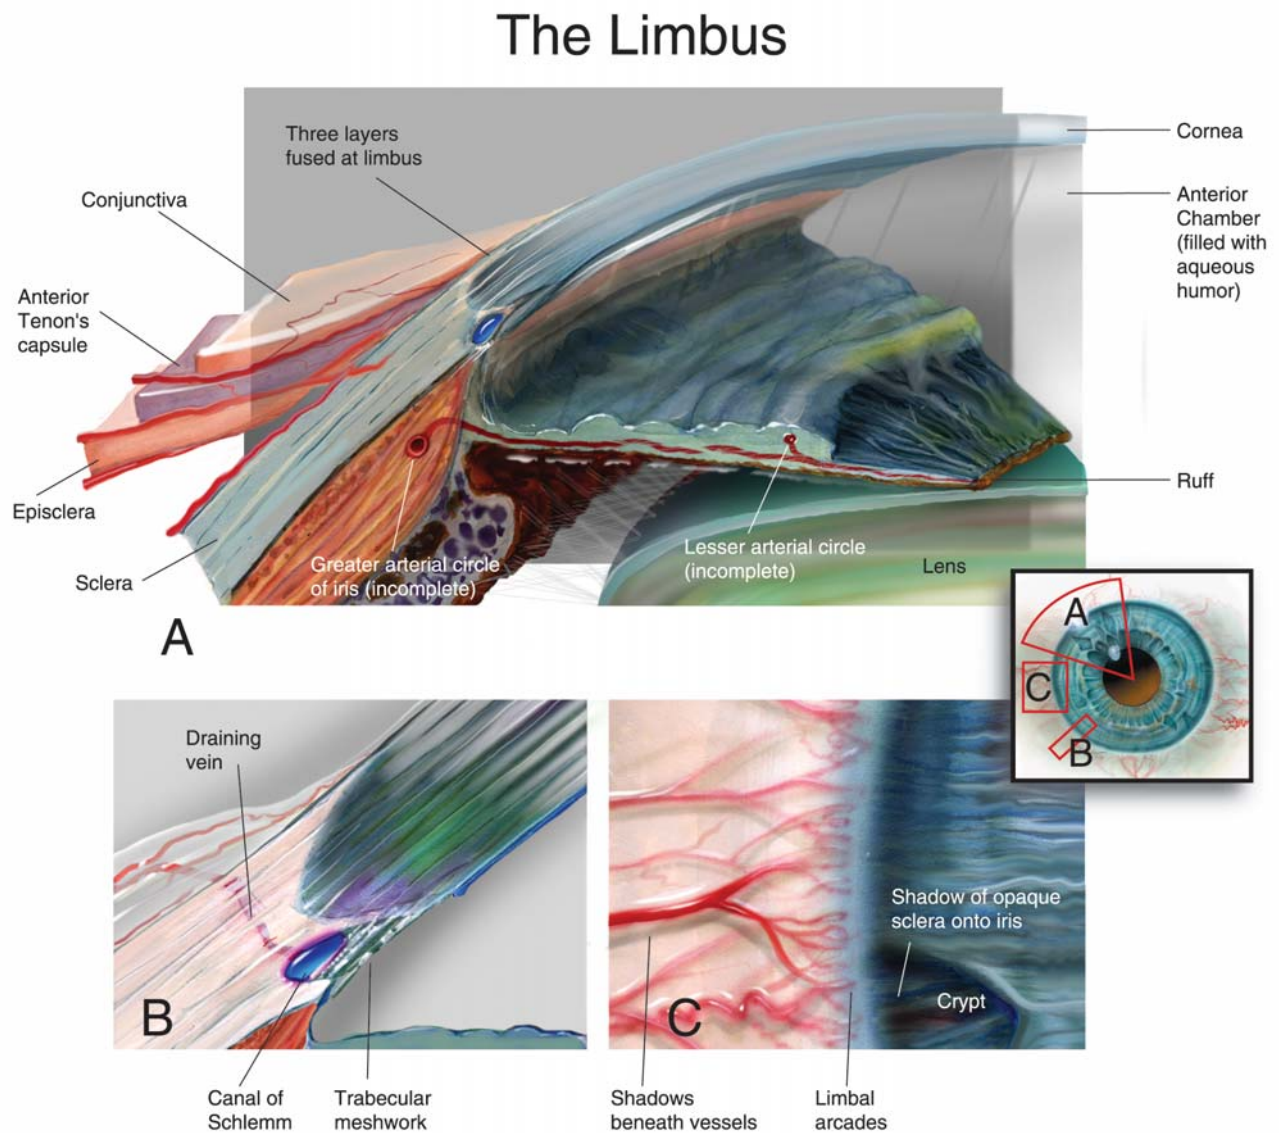 The Limbus
Three layers
fused at limbus
Conjunctiva
Anterior
Tenon's
capsule
Episclera
Sclera
Cornea
Anterior
Chamber
(filled with
aqueous
humor)
Ruff
Greater arterial circle
of iris (incomplete)
Lesser arterial circle
(incomplete)
Lens
A
A
C
B
Draining
vein
B
Canal of
Schlemm
Trabecular
meshwork
Shadow of opaque
sclera onto iris
Crypt
C
Shadows
beneath vessels
Limbal
arcades